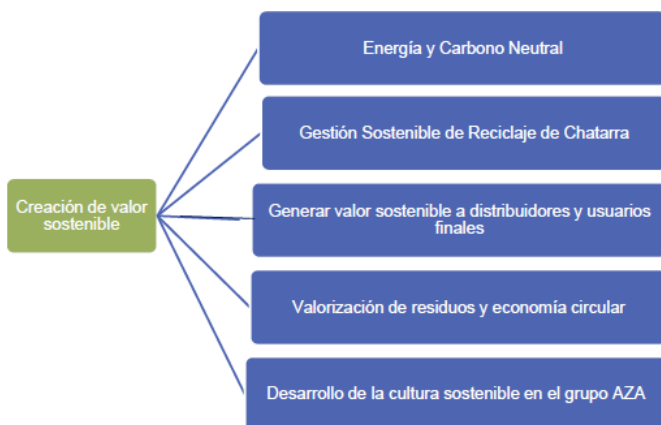 Energía y Carbono Neutral
Gestión Sostenible de Reciclaje de Chatarra
Creación de valor
sostenible
Generar valor sostenible a distribuidores y usuarios
finales
Valorización de residuos y economía circular
Desarrollo de la cultura sostenible en el grupo AZA